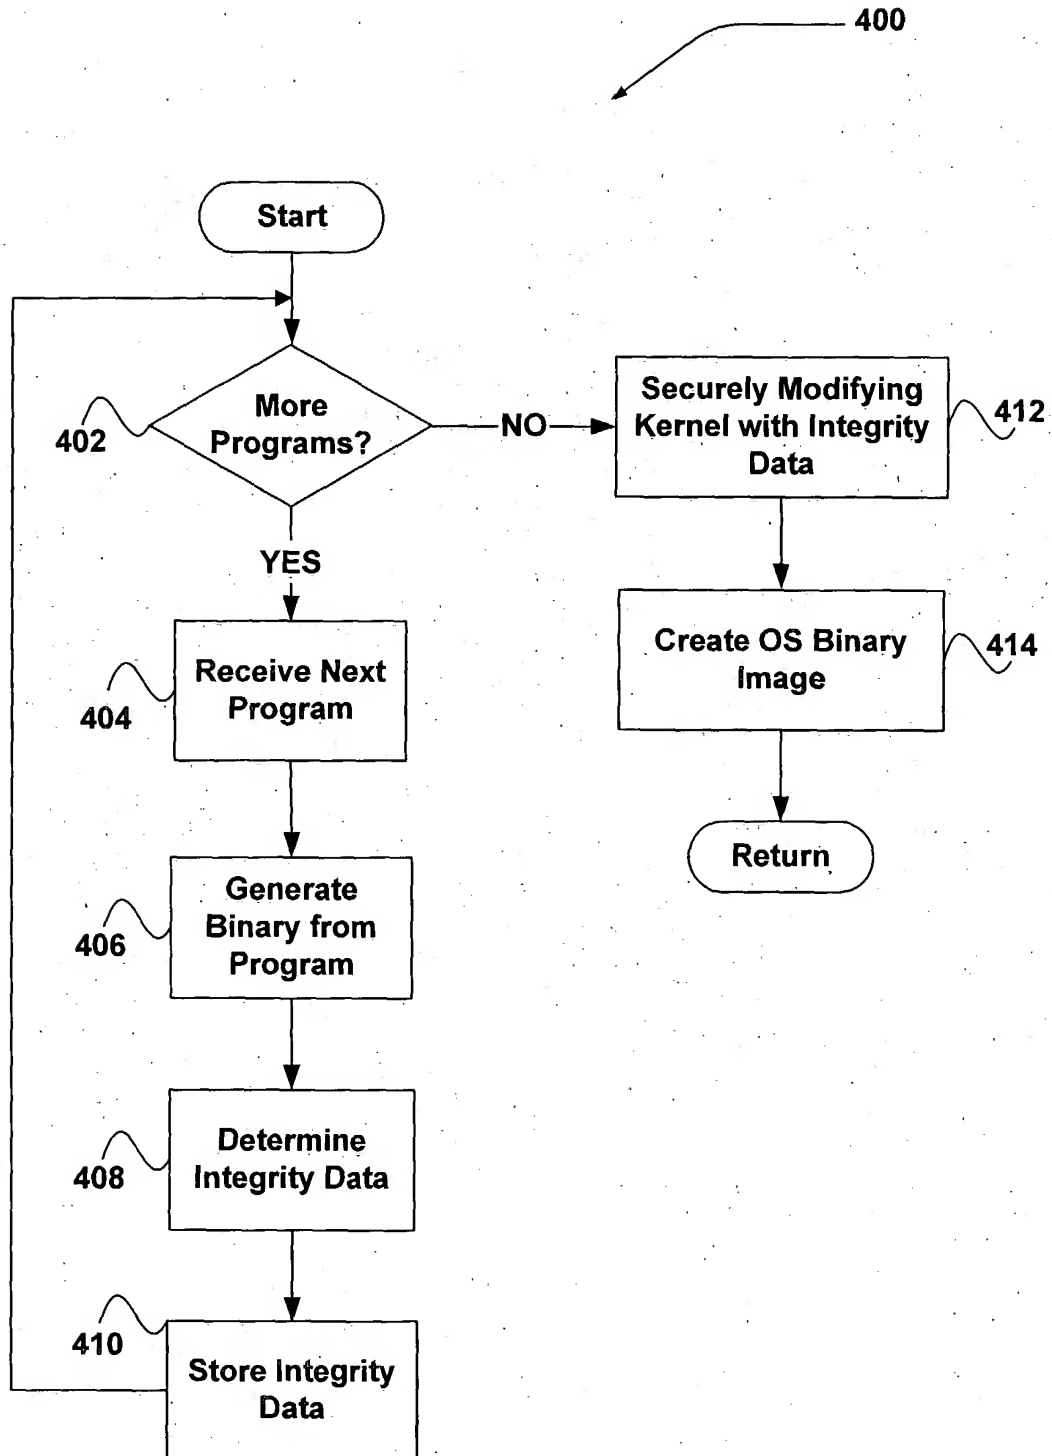 400
Start
More
Programs?
402
NO
Securely Modifying
Kernel with Integrity
Data
412
YES
Create OS Binary
Image
414
Receive Next
Program
404
Return
Generate
Binary from
Program
406
Determine
Integrity Data
408
410
Store Integrity
Data